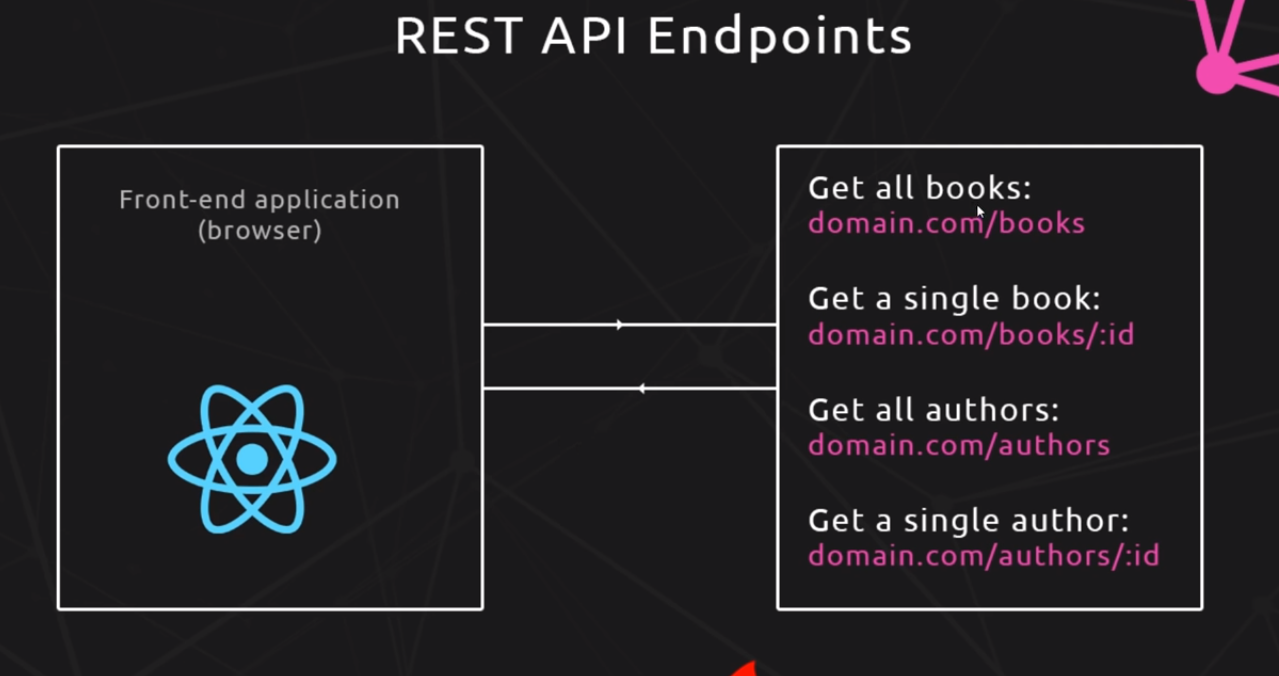 REST API Endpoints
Front-end application
(browser)
Get all books:
domain.com/books
Get a single book:
domain.com/books/:id
Get all authors:
domain.com/authors
Get a single author:
domain.com/authors/:id